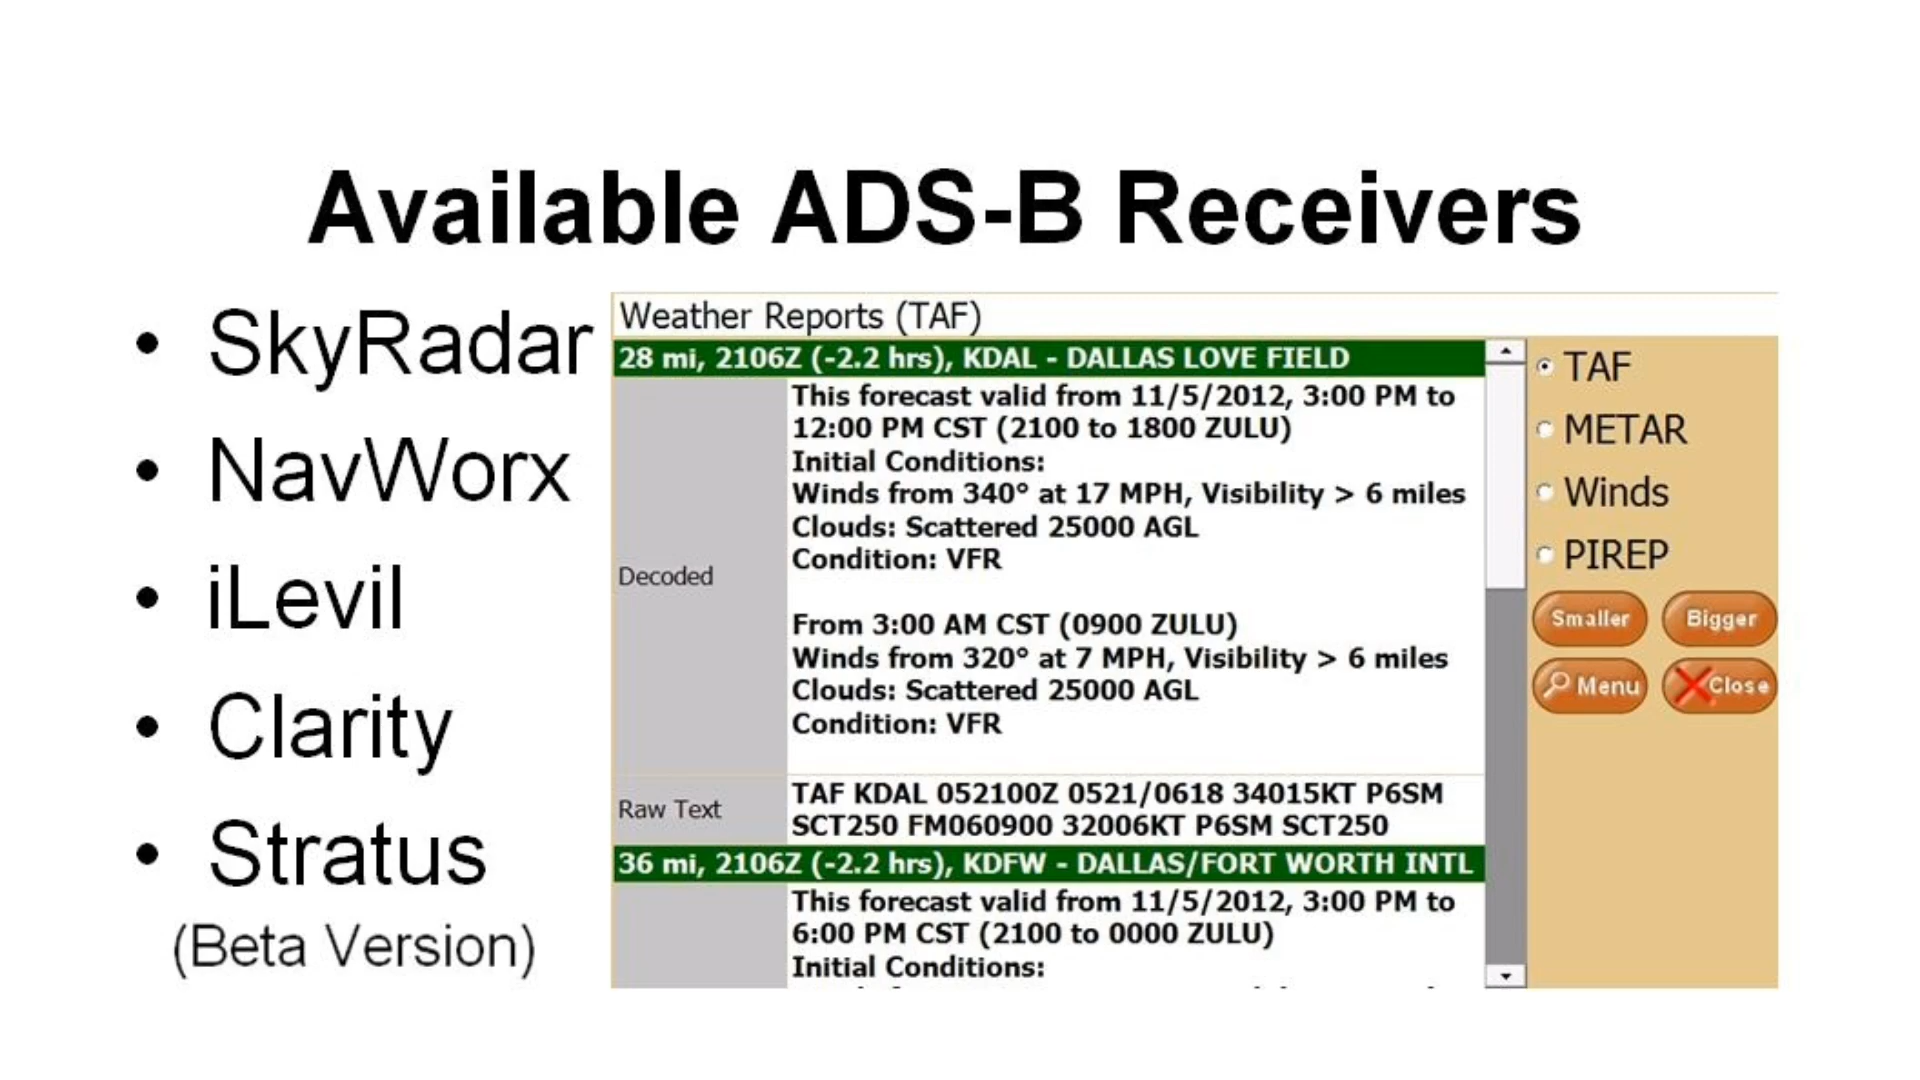 Available ADS-B Receivers
• SkyRadar
• NavWorx
• iLevil
• Clarity
• Stratus
(Beta Version)
Weather Reports (TAF)
28 mi, 2106Z (-2.2 hrs), KDAL - DALLAS LOVE FIELD
Decoded
This forecast valid from 11/5/2012, 3:00 PM to
12:00 PM CST (2100 to 1800 ZULU)
Initial Conditions:
Winds from 340° at 17 MPH, Visibility > 6 miles
Clouds: Scattered 25000 AGL
Condition: VFR
From 3:00 AM CST (0900 ZULU)
Winds from 320° at 7 MPH, Visibility > 6 miles
Clouds: Scattered 25000 AGL
Condition: VFR
Raw Text
TAF KDAL 052100Z 0521/0618 34015KT P6SM
SCT250 FM060900 32006KT P6SM SCT250
36 mi, 2106Z (-2.2 hrs), KDFW - DALLAS/FORT WORTH INTL
This forecast valid from 11/5/2012, 3:00 PM to
6:00 PM CST (2100 to 0000 ZULU)
Initial Conditions:
TAF
METAR
Winds
PIREP
Smaller
Bigger
Menu
Close